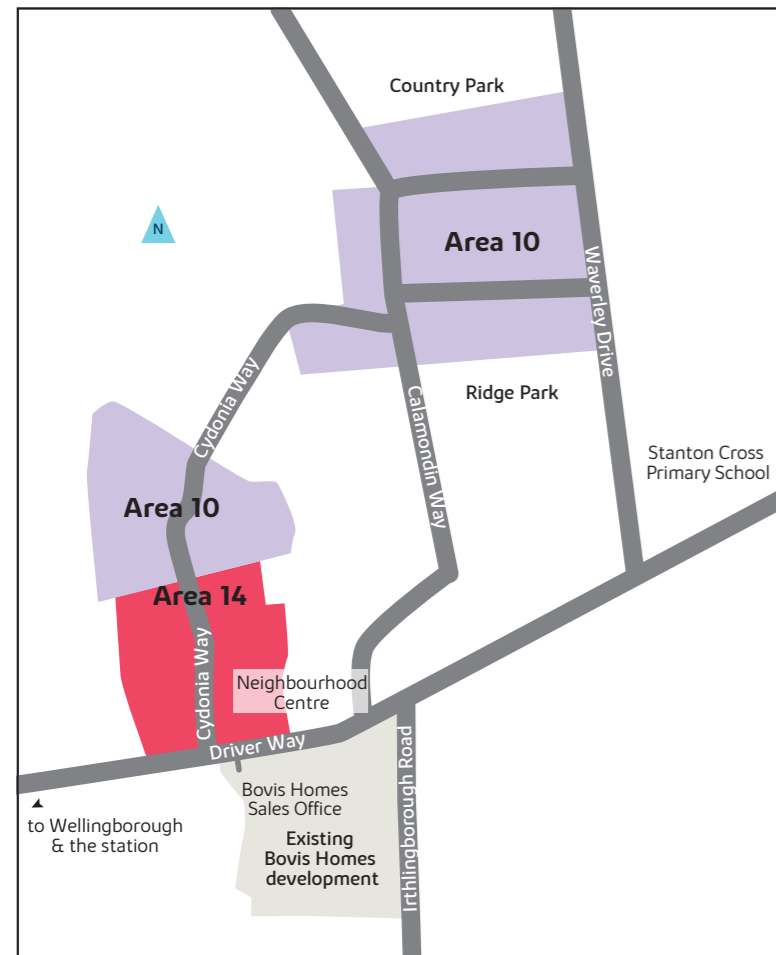 Country Park
N
Area 10
Waverley Drive
Cydonia Way
Ridge Park
Calamondin Way
Stanton Cross
Primary School
Area 10
Area 14
Cydonia Way
Neighbourhood
Centre
Driver Way
Irthlingborough Road
Bovis Homes
Sales Office
to Wellingborough
& the station
Existing
Bovis Homes
development